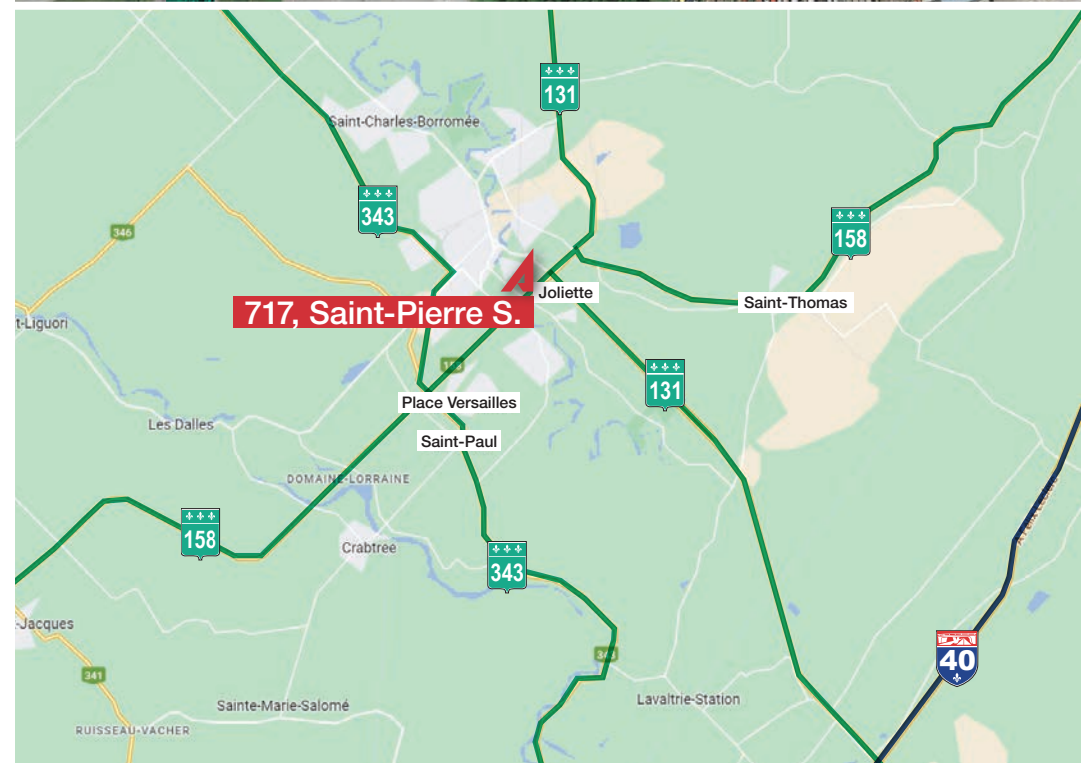 131
Saint-Charles-Borromée
343
346
158
717, Saint-Pierre S.
Joliette
Saint-Thomas
t-Liguori
131
Place Versailles
Les Dalles
Saint-Paul
DOMAINE-LORRAINE
158
Crabtree
343
-Jacques
40
341
Lavaltrie-Station
Sainte-Marie-Salomé
RUISSEAU-VACHER